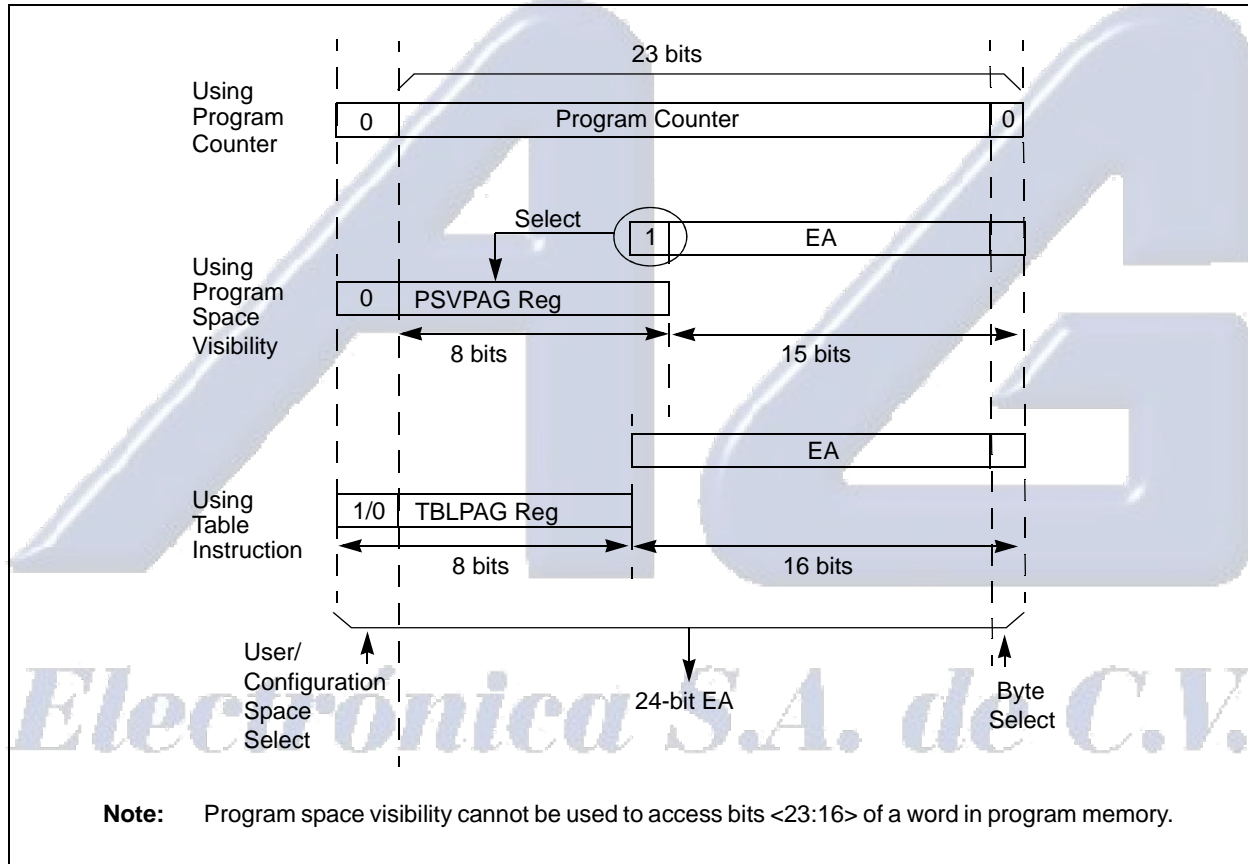 23 bits
Using
Program
Counter
0
Program Counter
0
Select
1
EA
Using
Program
Space
Visibility
0
PSVPAG Reg
8 bits
15 bits
EA
Using
Table
Instruction
1/0
TBLPAG Reg
8 bits
16 bits
User/
Configuration
Space
Select
24-bit EA
Byte
Select
Electrónica S.A. de C.V.
AG
Note: Program space visibility cannot be used to access bits <23:16> of a word in program memory.